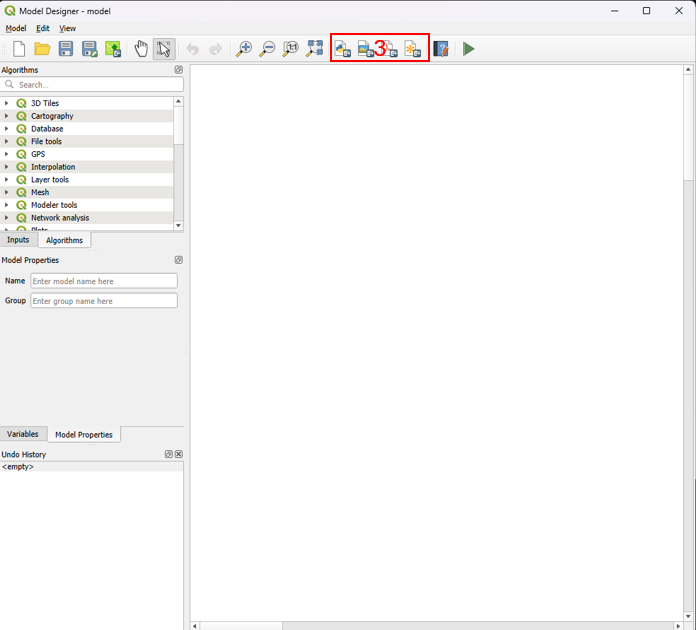 Model Designer - model
Model Edit View
1:1
3
Algorithms
Search...
3D Tiles
Cartography
Database
File tools
GPS
Interpolation
Layer tools
Mesh
Modeler tools
Network analysis
Plots
Inputs Algorithms
Model Properties
Name Enter model name here
Group Enter group name here
Variables Model Properties
Undo History
<empty>